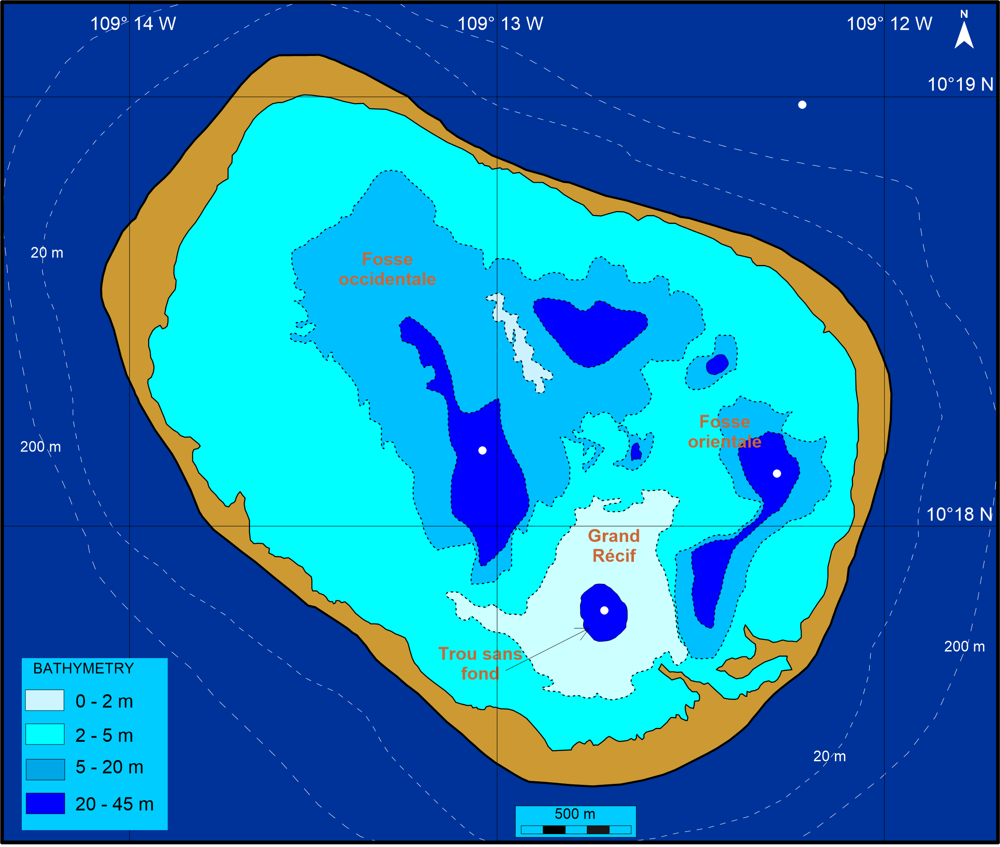 109° 14 W
109° 13 W
109° 12 W
N
10°19 N
20 m
Fosse
occidentale
Fosse
orientale
200 m
10°18 N
Grand
Récif
Trou sans
fond
200 m
20 m
BATHYMETRY
0 - 2 m
2 - 5 m
5 - 20 m
20 - 45 m
500 m